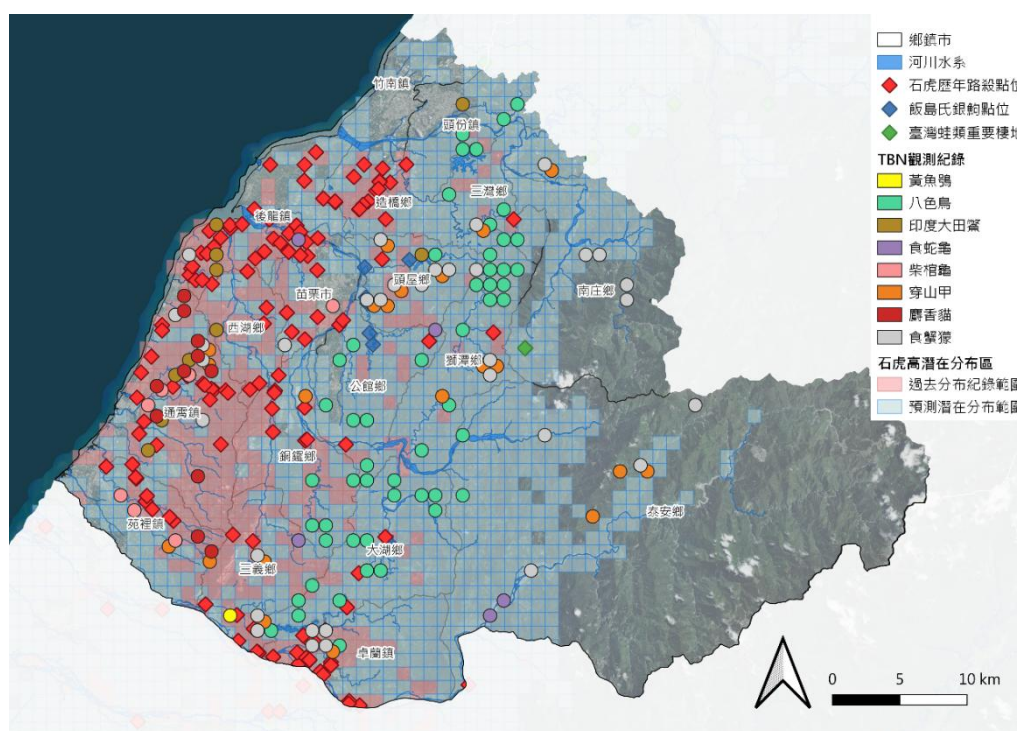 鄉鎮市
河川水系
石虎歷年路殺點位
飯島氏銀鮈點位
臺灣蛙類重要棲地
TBN觀測紀錄
黃魚鴞
八色鳥
印度大田鱉
食蛇龜
柴棺龜
穿山甲
麝香貓
食蟹獴
石虎高潛在分布區
過去分布紀錄範圍
預測潛在分布範圍
竹南鎮
頭份鎮
三灣鄉
造橋鄉
後龍鎮
頭屋鄉
南庄鄉
苗栗市
西湖鄉
獅潭鄉
公館鄉
通霄鎮
銅鑼鄉
泰安鄉
苑裡鎮
大湖鄉
三義鄉
卓蘭鎮
0 5 10 km